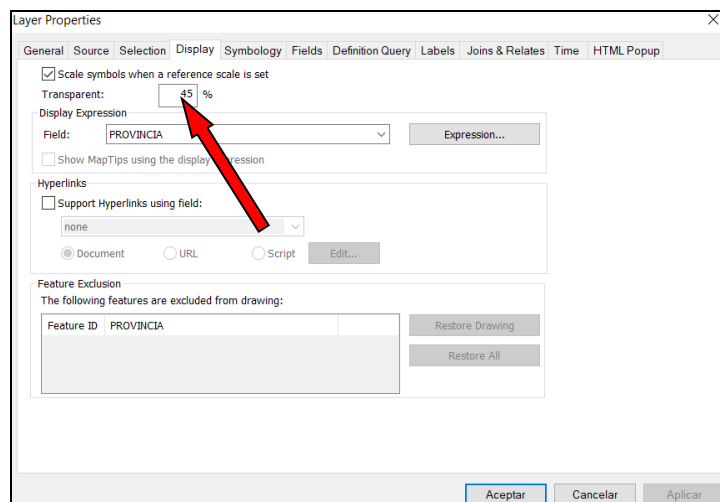 Layer Properties
General Source Selection Display Symbology Fields Definition Query Labels Joins & Relates Time HTML Popup
Scale symbols when a reference scale is set
Transparent: 45 %
Display Expression
Field: PROVINCIA Expression...
Show MapTips using the display
Hyperlinks
Support Hyperlinks using field:
none
Document URL Script Edit...
Feature Exclusion
The following features are excluded from drawing:
Feature ID PROVINCIA
Restore Drawing
Restore All
Aceptar Cancelar Aplicar